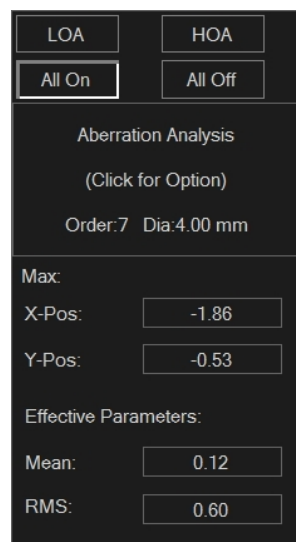 LOA HOA
All On All Off
Aberration Analysis
(Click for Option)
Order:7 Dia:4.00 mm
Max:
X-Pos: -1.86
Y-Pos: -0.53
Effective Parameters:
Mean: 0.12
RMS: 0.60